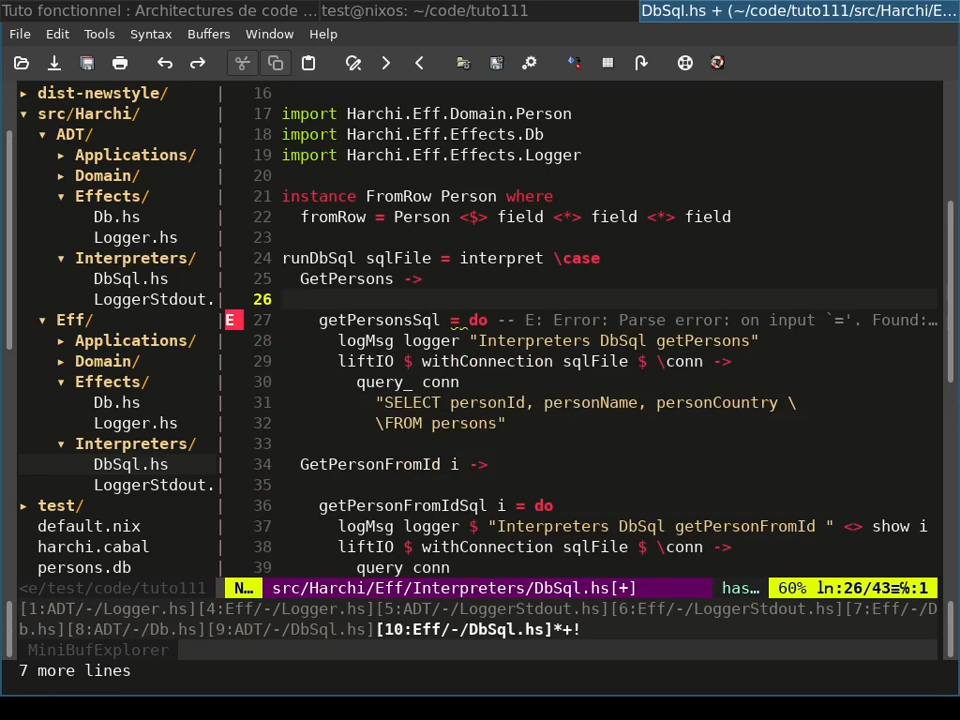 Tuto fonctionnel : Architectures de code ... test@nixos: ~/code/tuto111 DbSql.hs + (~/code/tuto111/src/Harchi/E...
File Edit Tools Syntax Buffers Window Help
▸ dist-newstyle/ | 16
▾ src/Harchi/ | 17 import Harchi.Eff.Domain.Person
▾ ADT/ | 18 import Harchi.Eff.Effects.Db
▸ Applications/ | 19 import Harchi.Eff.Effects.Logger
▸ Domain/ | 20
▾ Effects/ | 21 instance FromRow Person where
Db.hs | 22 fromRow = Person <$> field <*> field <*> field
Logger.hs | 23
▾ Interpreters/ | 24 runDbSql sqlFile = interpret \case
DbSql.hs | 25 GetPersons ->
LoggerStdout. | 26
▾ Eff/ | E 27 getPersonsSql = do -- E: Error: Parse error: on input `='. Found:…
▸ Applications/ | 28 logMsg logger "Interpreters DbSql getPersons"
▸ Domain/ | 29 liftIO $ withConnection sqlFile $ \conn ->
▾ Effects/ | 30 query_ conn
Db.hs | 31 "SELECT personId, personName, personCountry \
Logger.hs | 32 \FROM persons"
▾ Interpreters/ | 33
DbSql.hs | 34 GetPersonFromId i ->
LoggerStdout. | 35
▸ test/ | 36 getPersonFromIdSql i = do
default.nix | 37 logMsg logger $ "Interpreters DbSql getPersonFromId " <> show i
harchi.cabal | 38 liftIO $ withConnection sqlFile $ \conn ->
persons.db | 39 query conn
<e/test/code/tuto111 N… src/Harchi/Eff/Interpreters/DbSql.hs[+] has… 60% ln:26/43≡℅:1
[1:ADT/-/Logger.hs][4:Eff/-/Logger.hs][5:ADT/-/LoggerStdout.hs][6:Eff/-/LoggerStdout.hs][7:Eff/-/D
b.hs][8:ADT/-/Db.hs][9:ADT/-/DbSql.hs][10:Eff/-/DbSql.hs]*+!
MiniBufExplorer
7 more lines